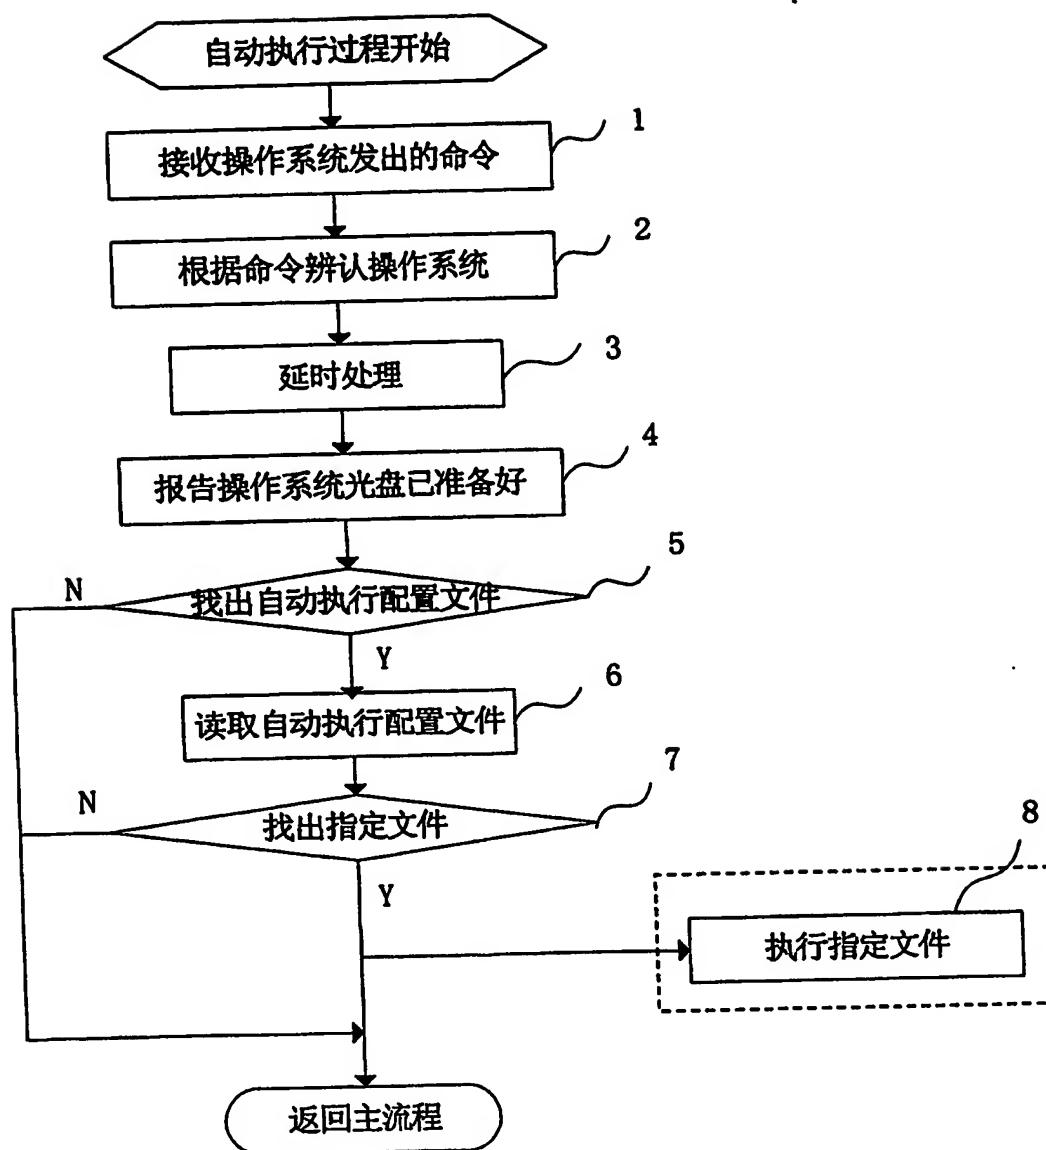 自动执行过程开始
1
接收操作系统发出的命令
2
根据命令辨认操作系统
3
延时处理
4
报告操作系统光盘已准备好
5
N
找出自动执行配置文件
Y
6
读取自动执行配置文件
7
N
找出指定文件
8
Y
执行指定文件
返回主流程